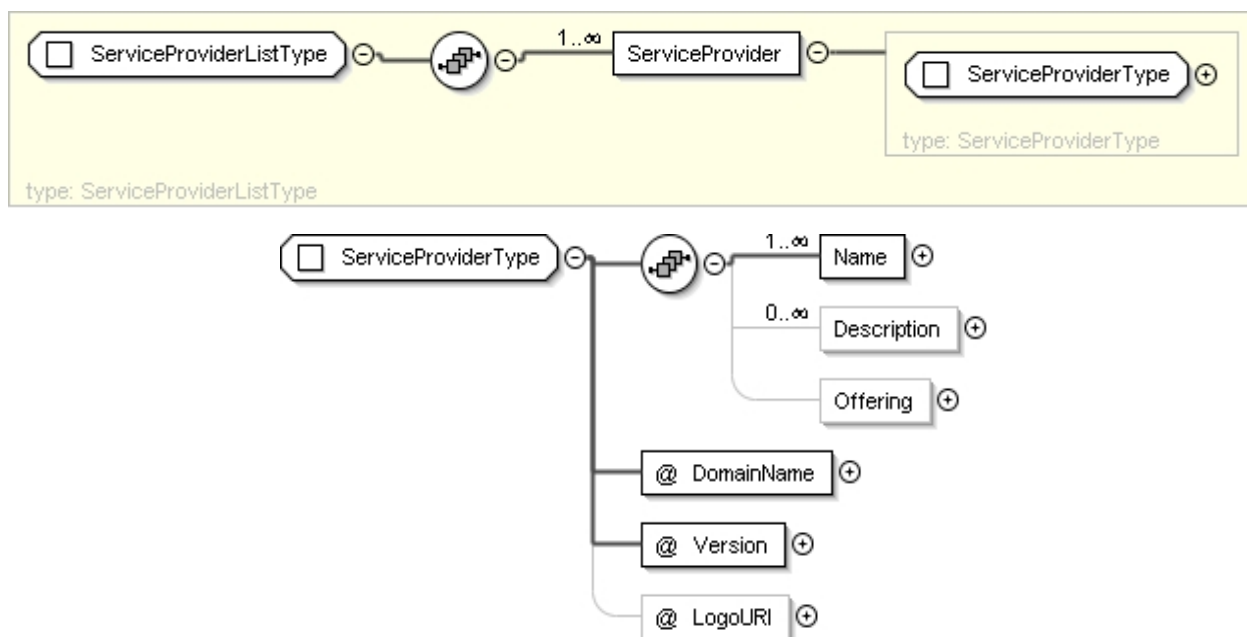 ServiceProviderListType
1..∞
ServiceProvider
ServiceProviderType
type: ServiceProviderType
type: ServiceProviderListType
ServiceProviderType
1..∞
Name
0..∞
Description
Offering
@ DomainName
@ Version
@ LogoURI